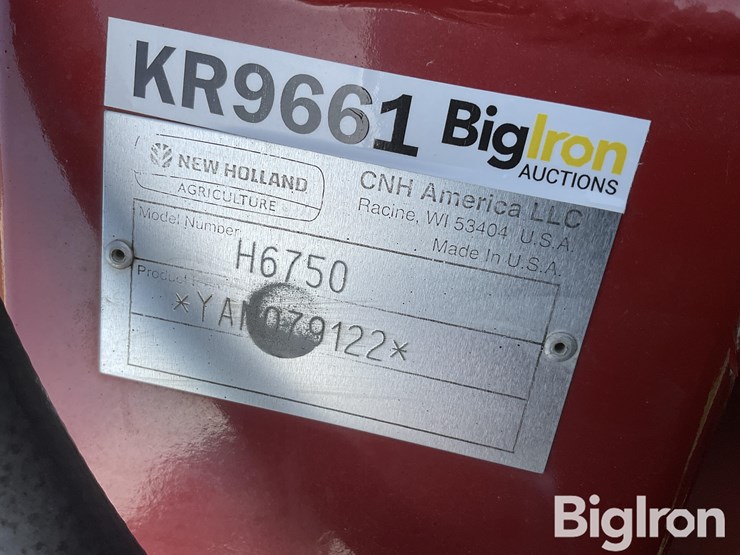 KR9661
BigIron
AUCTIONS
NEW HOLLAND
AGRICULTURE
CNH America LLC
Racine, WI 53404 U.S.A.
Made In U.S.A.
Model Number
H6750
Product
*YAN079122*
BigIron